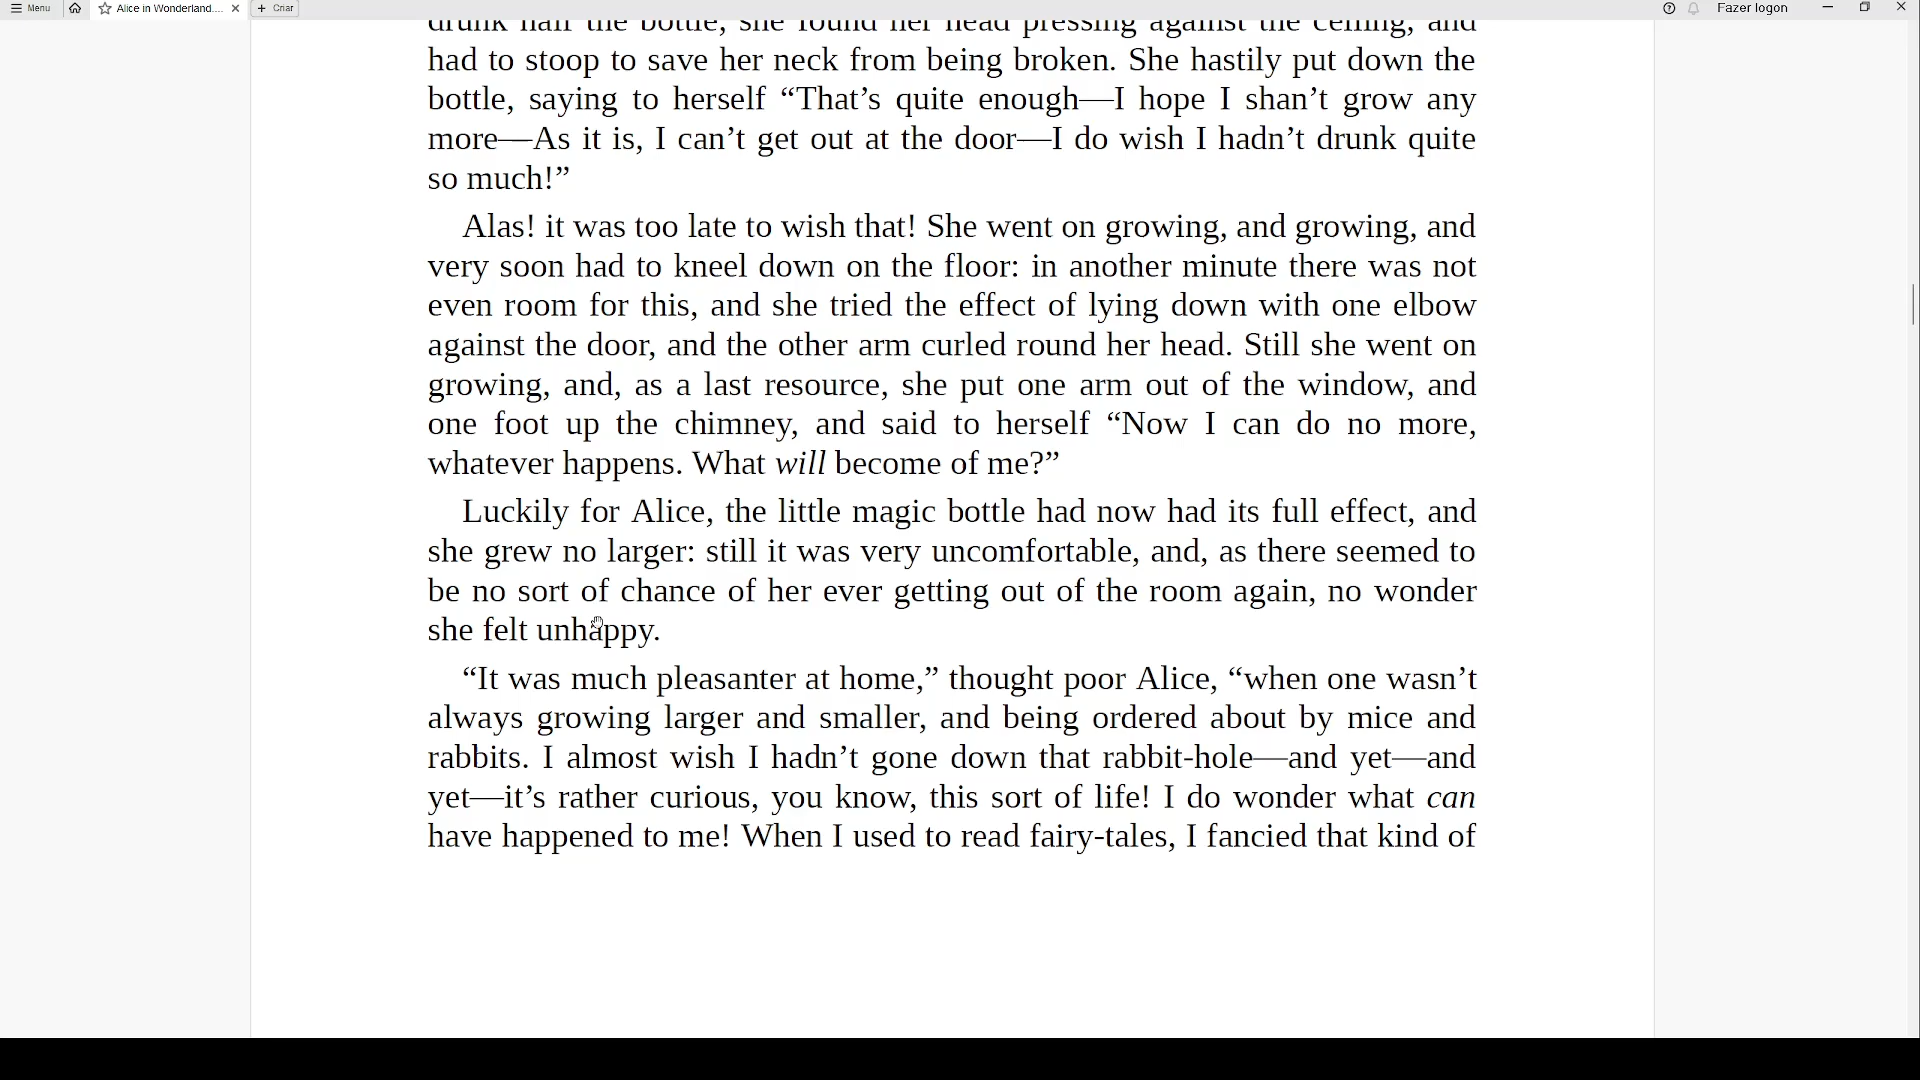 Menu
Alice in Wonderland....
Criar
Fazer logon
drunk half the bottle, she found her head pressing against the ceiling, and
had to stoop to save her neck from being broken. She hastily put down the
bottle, saying to herself “That’s quite enough—I hope I shan’t grow any
more—As it is, I can’t get out at the door—I do wish I hadn’t drunk quite
so much!”
Alas! it was too late to wish that! She went on growing, and growing, and
very soon had to kneel down on the floor: in another minute there was not
even room for this, and she tried the effect of lying down with one elbow
against the door, and the other arm curled round her head. Still she went on
growing, and, as a last resource, she put one arm out of the window, and
one foot up the chimney, and said to herself “Now I can do no more,
whatever happens. What will become of me?”
Luckily for Alice, the little magic bottle had now had its full effect, and
she grew no larger: still it was very uncomfortable, and, as there seemed to
be no sort of chance of her ever getting out of the room again, no wonder
she felt unhappy.
“It was much pleasanter at home,” thought poor Alice, “when one wasn’t
always growing larger and smaller, and being ordered about by mice and
rabbits. I almost wish I hadn’t gone down that rabbit-hole—and yet—and
yet—it’s rather curious, you know, this sort of life! I do wonder what can
have happened to me! When I used to read fairy-tales, I fancied that kind of